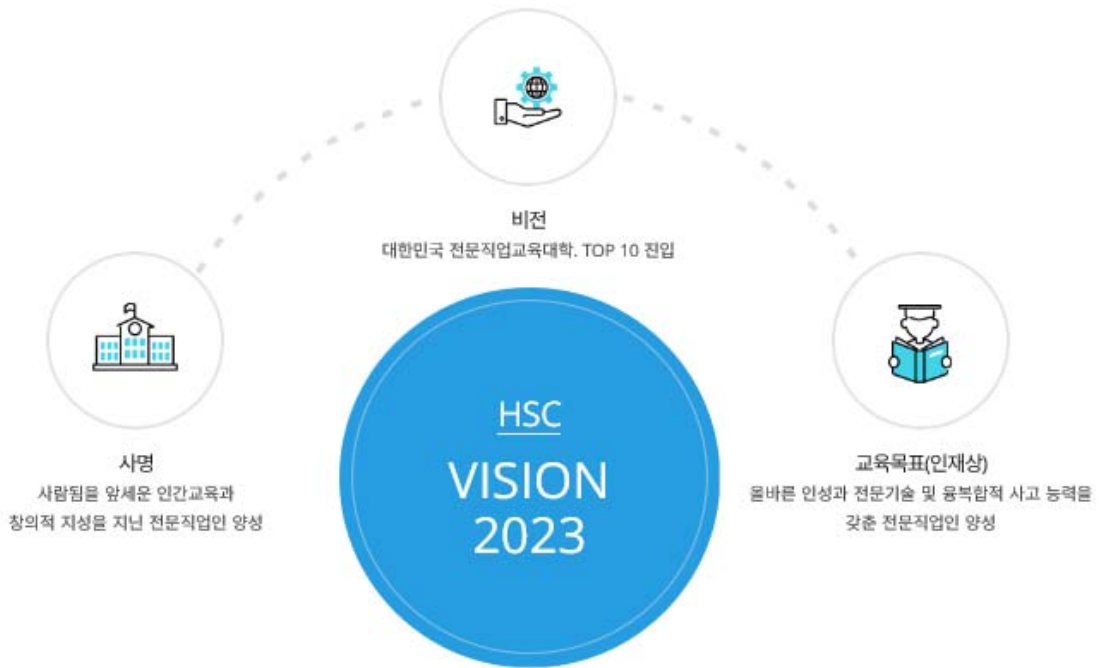 비전
대한민국 전문직업교육대학. TOP 10 진입
사명
사람됨을 앞세운 인간교육과
창의적 지성을 지닌 전문직업인 양성
HSC
VISION
2023
교육목표(인재상)
올바른 인성과 전문기술 및 융복합적 사고 능력을
갖춘 전문직업인 양성